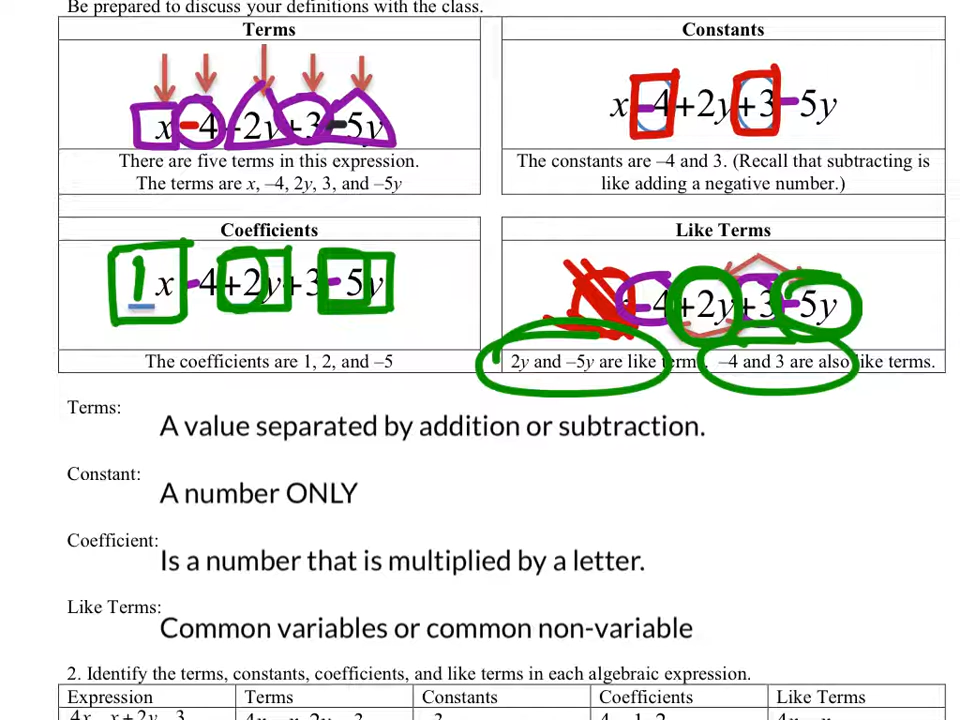 Be prepared to discuss your definitions with the class.
Terms
x-4+2y+3-5y
There are five terms in this expression.
The terms are x, –4, 2y, 3, and –5y
Constants
x-4+2y+3-5y
The constants are –4 and 3. (Recall that subtracting is
like adding a negative number.)
Coefficients
1x-4+2y+3-5y
The coefficients are 1, 2, and –5
Like Terms
-4+2y+3-5y
2y and –5y are like terms. –4 and 3 are also like terms.
Terms:
A value separated by addition or subtraction.
Constant:
A number ONLY
Coefficient:
Is a number that is multiplied by a letter.
Like Terms:
Common variables or common non-variable
2. Identify the terms, constants, coefficients, and like terms in each algebraic expression.
Expression Terms Constants Coefficients Like Terms